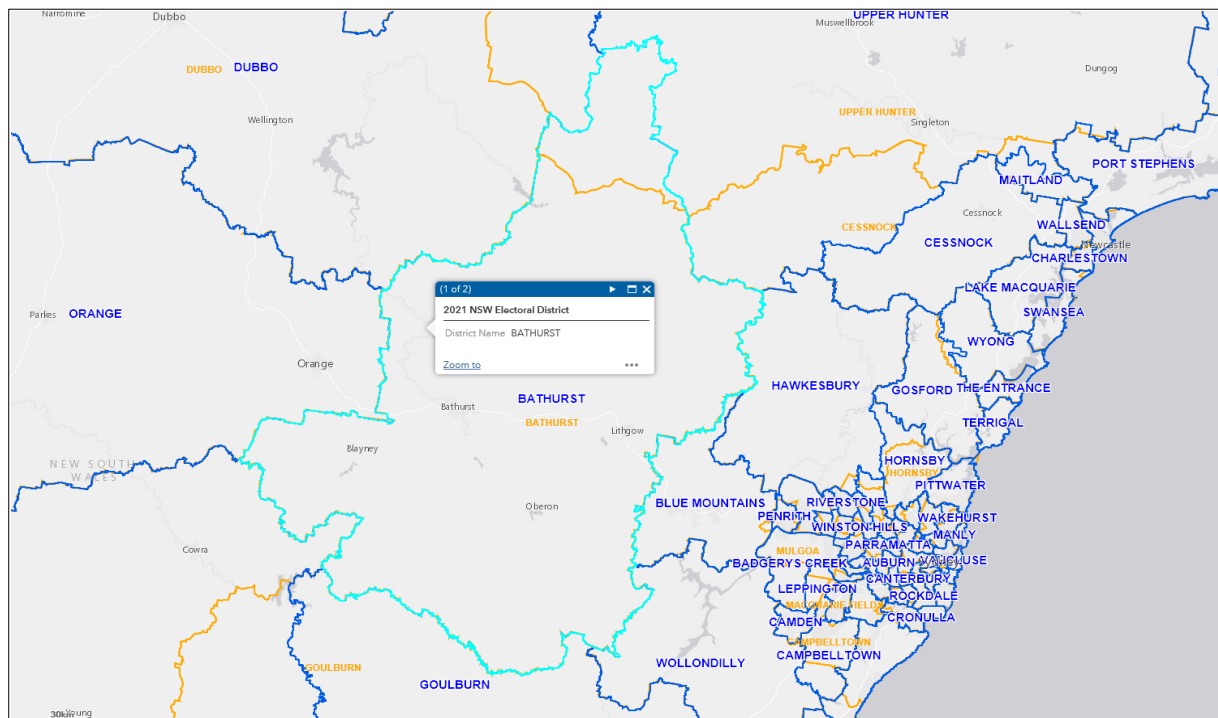 Narromine
Dubbo
Muswellbrook
UPPER HUNTER
DUBBO
DUBBO
Dungog
Wellington
UPPER HUNTER
Singleton
PORT STEPHENS
MAITLAND
Cessnock
CESSNOCK
WALLSEND
CESSNOCK
Newcastle
CHARLESTOWN
(1 of 2)
2021 NSW Electoral District
District Name BATHURST
Zoom to
LAKE MACQUARIE
SWANSEA
Parkes
ORANGE
WYONG
Orange
HAWKESBURY
GOSFORD
THE ENTRANCE
BATHURST
Bathurst
BATHURST
Lithgow
TERRIGAL
Blayney
NEW SOUTH
WALES
HORNSBY
HORNSBY
PITTWATER
Oberon
BLUE MOUNTAINS
RIVERSTONE
PENRITH
WAKEHURST
WINSTON HILLS
MANLY
Cowra
PARRAMATTA
MULGOA
BADGERYS CREEK
AUBURN
VAUCLUSE
CANTERBURY
LEPPINGTON
ROCKDALE
MACQUARIE FIELDS
CRONULLA
CAMDEN
CAMPBELLTOWN
CAMPBELLTOWN
GOULBURN
WOLLONDILLY
GOULBURN
30km
Young